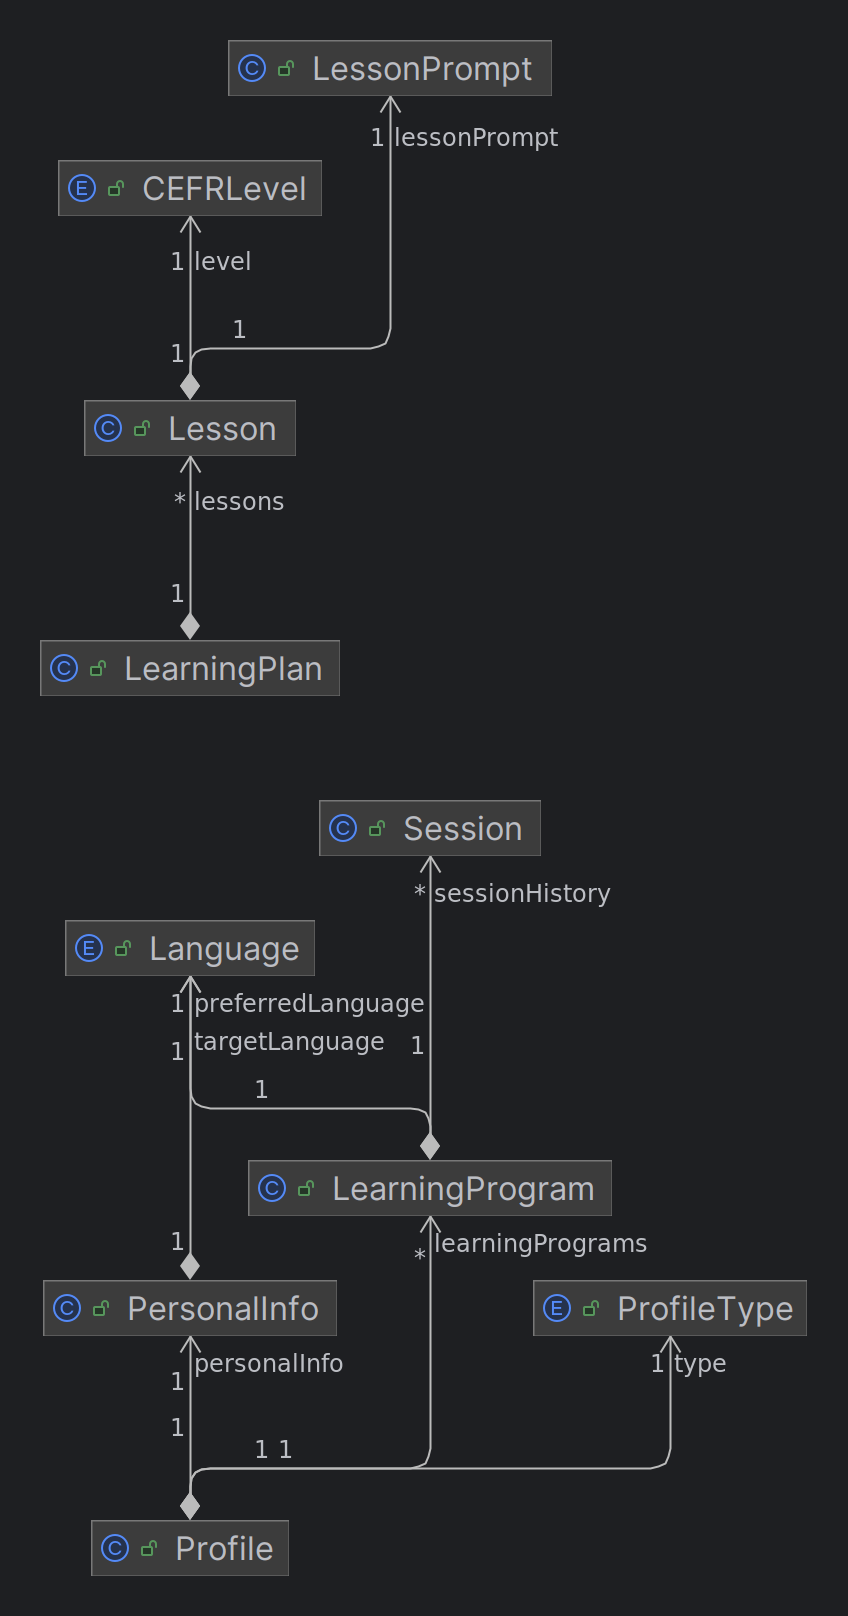 C LessonPrompt
1 lessonPrompt
E CEFRLevel
1 level
1
1
C Lesson
* lessons
1
C LearningPlan
C Session
* sessionHistory
E Language
1 preferredLanguage
1 targetLanguage 1
1
C LearningProgram
1 * learningPrograms
C PersonalInfo
E ProfileType
1 personalInfo
1 type
1
1 1
C Profile